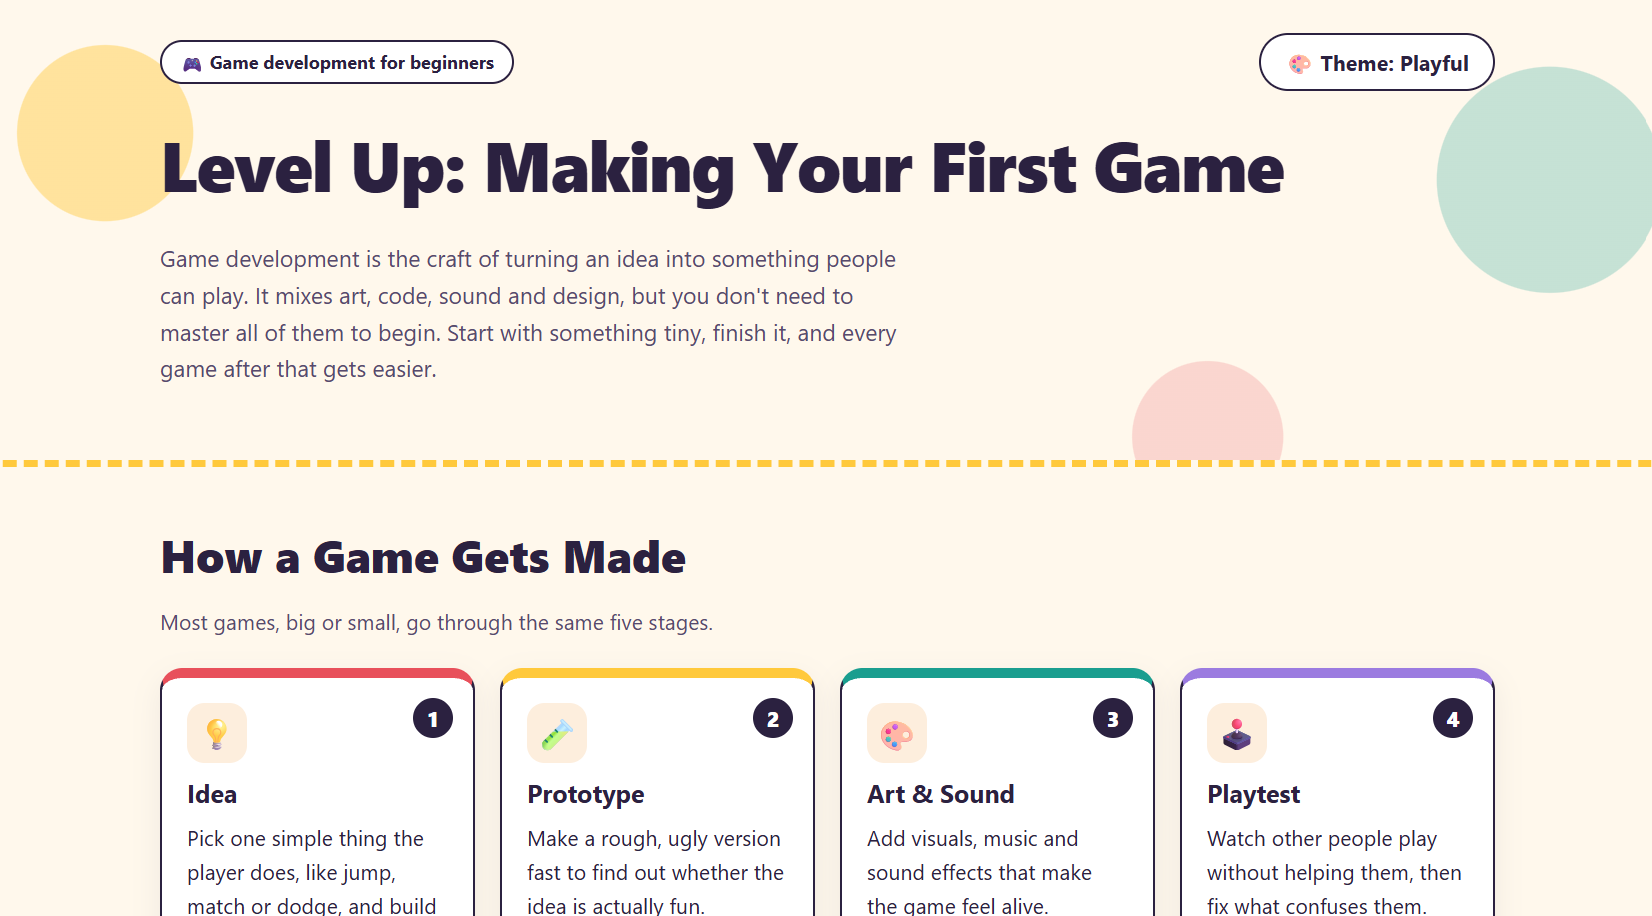 Game development for beginners
Theme: Playful
Level Up: Making Your First Game
Game development is the craft of turning an idea into something people
can play. It mixes art, code, sound and design, but you don't need to
master all of them to begin. Start with something tiny, finish it, and every
game after that gets easier.
How a Game Gets Made
Most games, big or small, go through the same five stages.
1
Idea
Pick one simple thing the
player does, like jump,
match or dodge, and build
2
Prototype
Make a rough, ugly version
fast to find out whether the
idea is actually fun.
3
Art & Sound
Add visuals, music and
sound effects that make
the game feel alive.
4
Playtest
Watch other people play
without helping them, then
fix what confuses them.